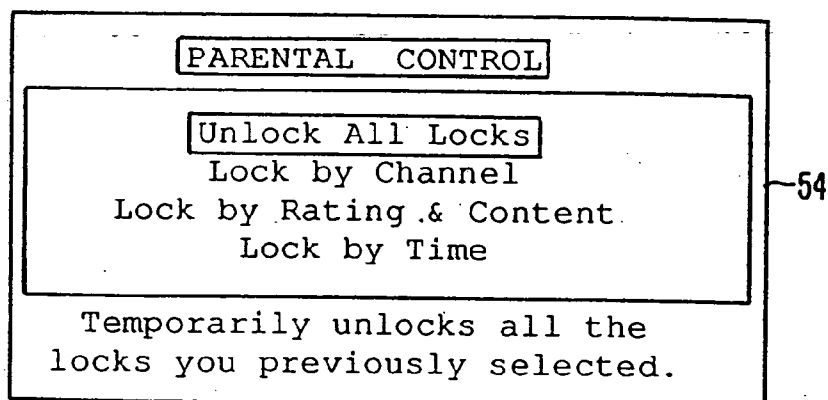 PARENTAL CONTROL
Unlock All Locks
Lock by Channel
Lock by Rating & Content
Lock by Time
54
Temporarily unlocks all the
locks you previously selected.